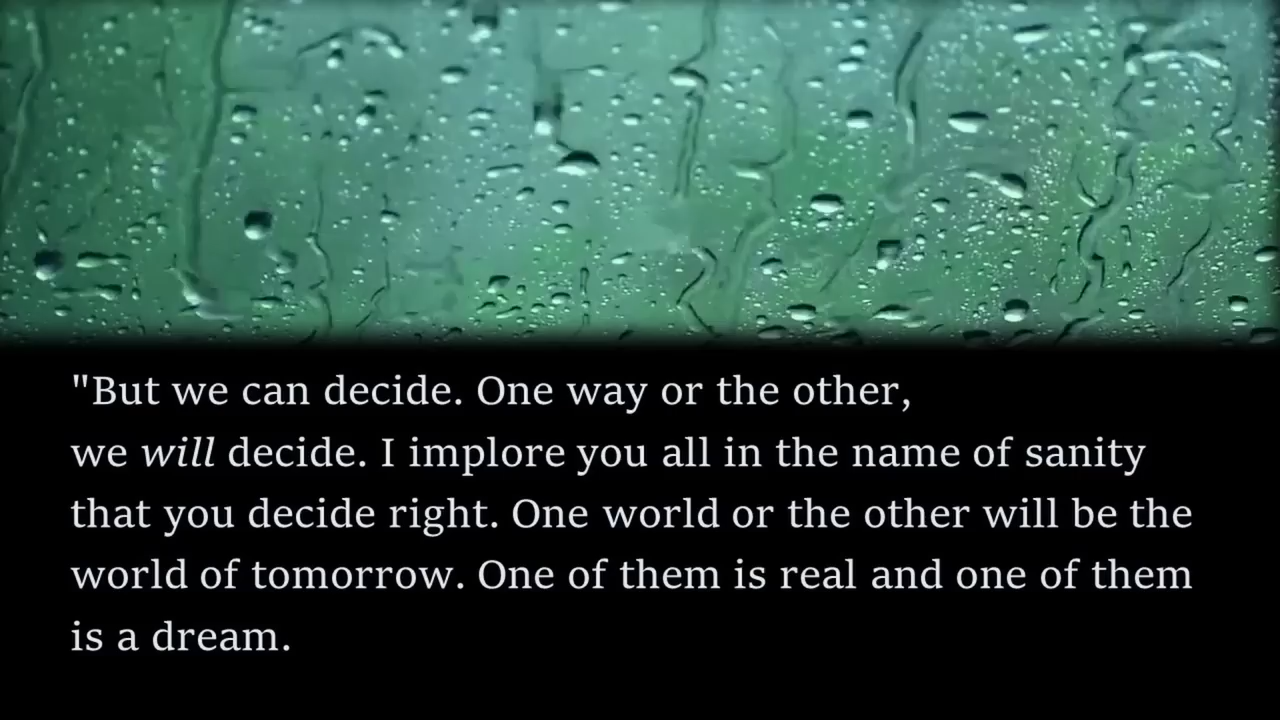 "But we can decide. One way or the other,
we will decide. I implore you all in the name of sanity
that you decide right. One world or the other will be the
world of tomorrow. One of them is real and one of them
is a dream.